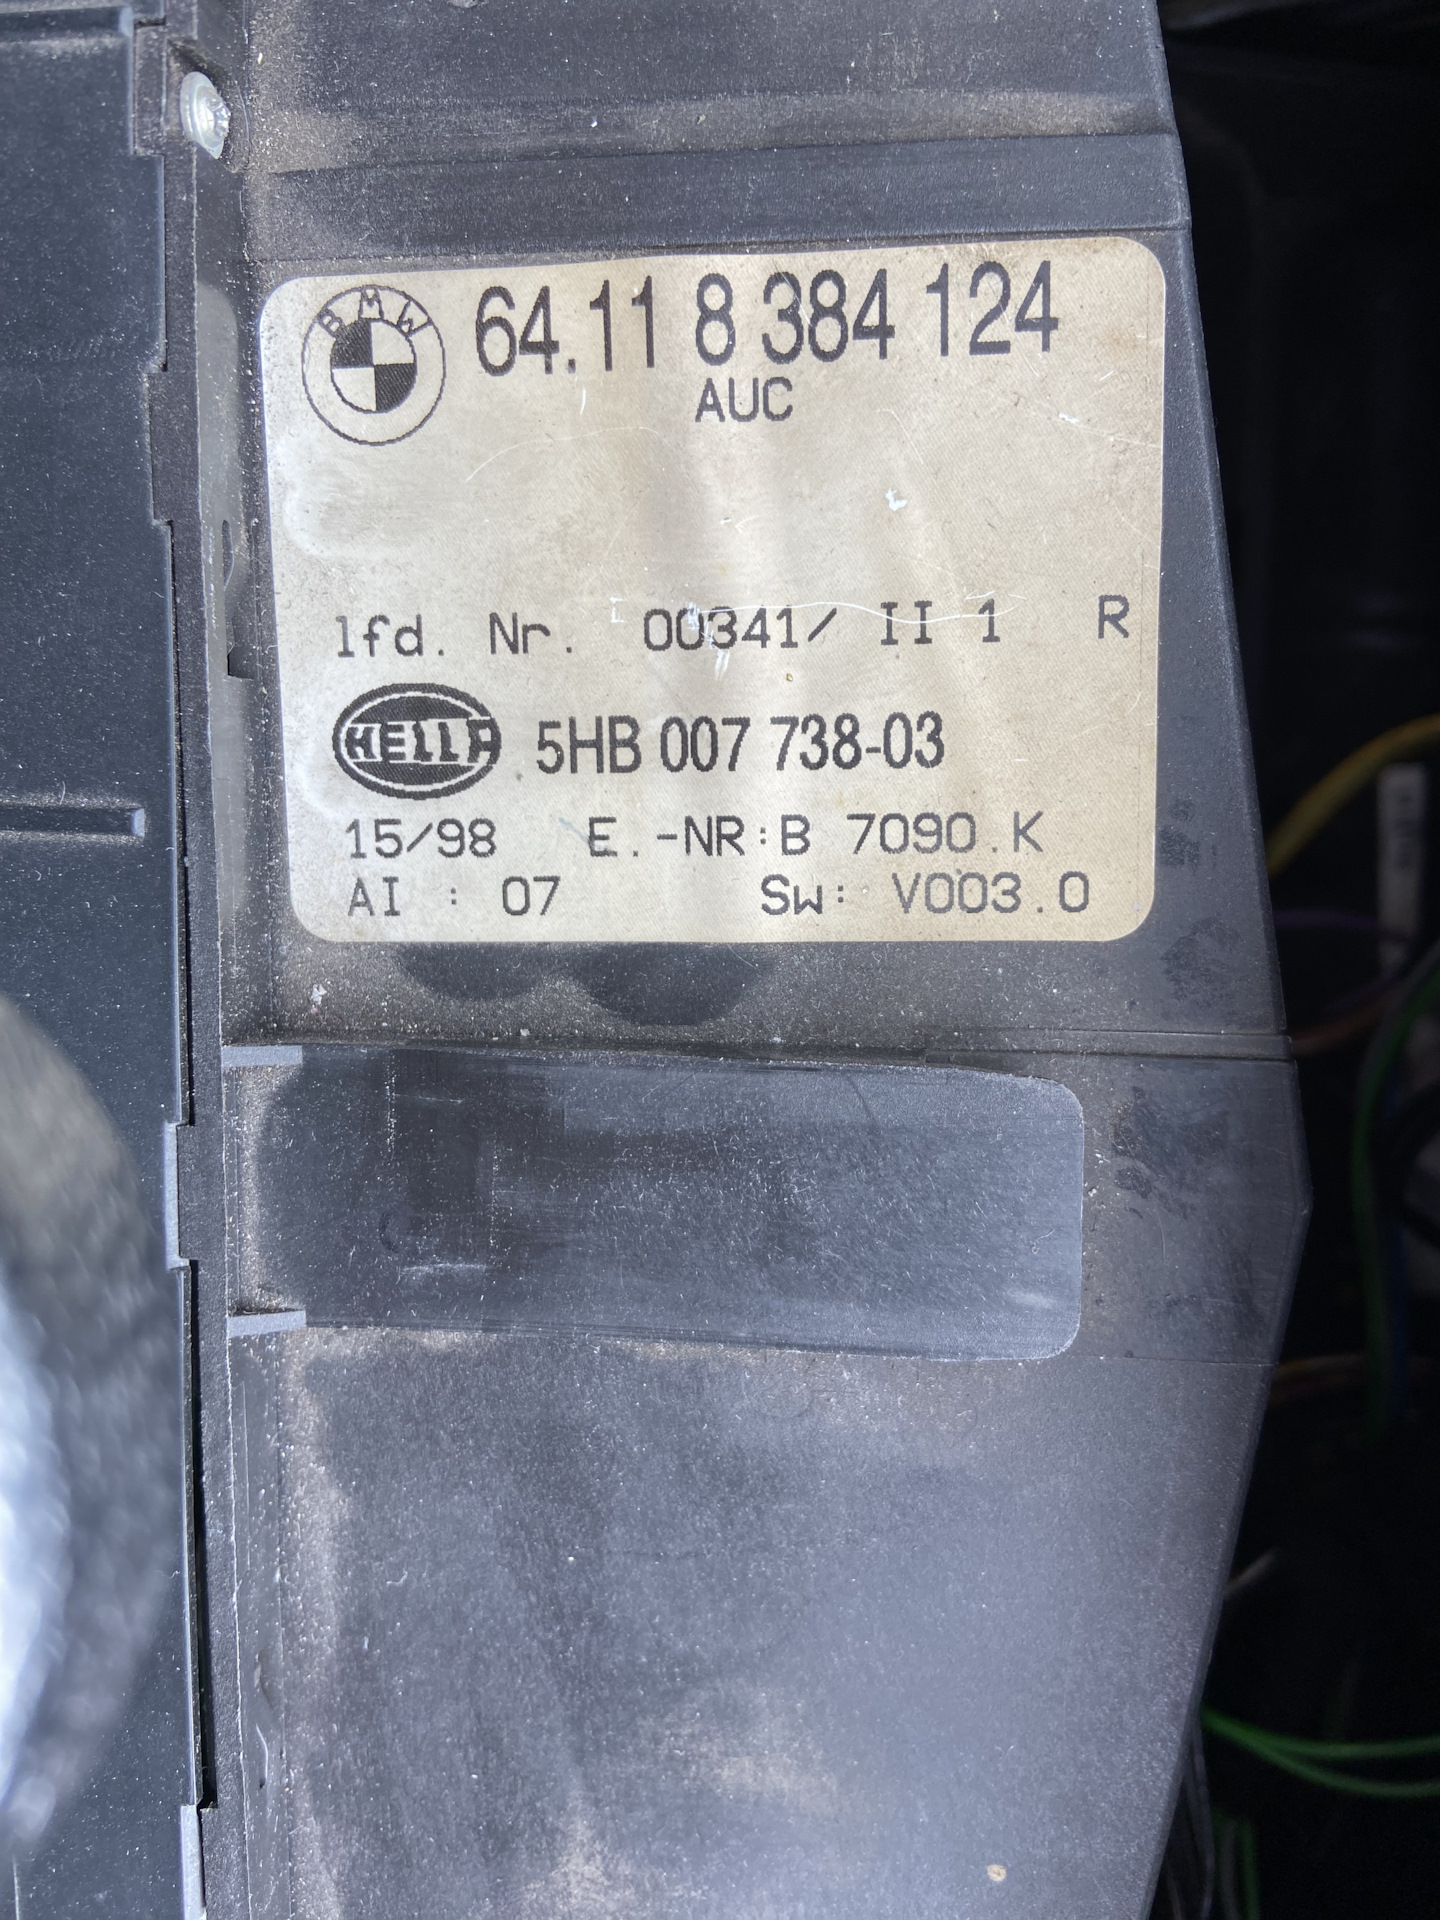 BMW
64.11 8 384 124
AUC
lfd. Nr. 00341/ II 1 R
HELLA 5HB 007 738-03
15/98 E.-NR:B 7090.K
AI : 07 Sw: V003.0